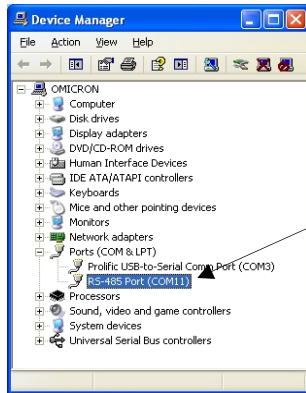 Device Manager
File Action View Help
OMICRON
Computer
Disk drives
Display adapters
DVD/CD-ROM drives
Human Interface Devices
IDE ATA/ATAPI controllers
Keyboards
Mice and other pointing devices
Monitors
Network adapters
Ports (COM & LPT)
Prolific USB-to-Serial Comm Port (COM3)
RS-485 Port (COM11)
Processors
Sound, video and game controllers
System devices
Universal Serial Bus controllers